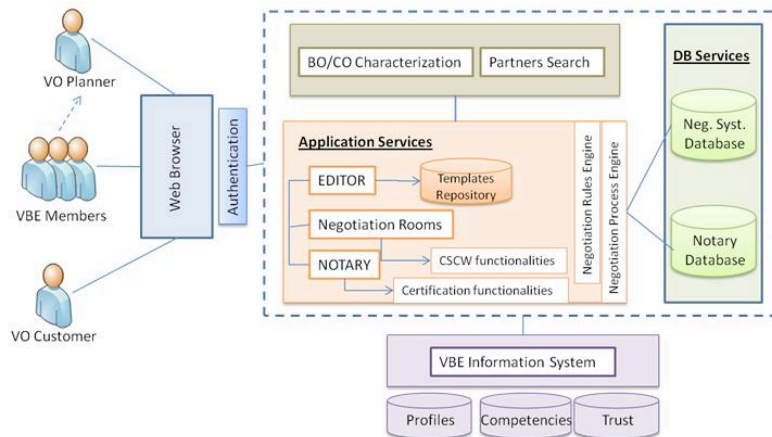 VO Planner
VBE Members
VO Customer
Web Browser
Authentication
BO/CO Characterization
Partners Search
Application Services
EDITOR
Templates
Repository
Negotiation Rooms
CSCW functionalities
NOTARY
Certification functionalities
Negotiation Rules Engine
Negotiation Process Engine
DB Services
Neg. Syst.
Database
Notary
Database
VBE Information System
Profiles
Competencies
Trust